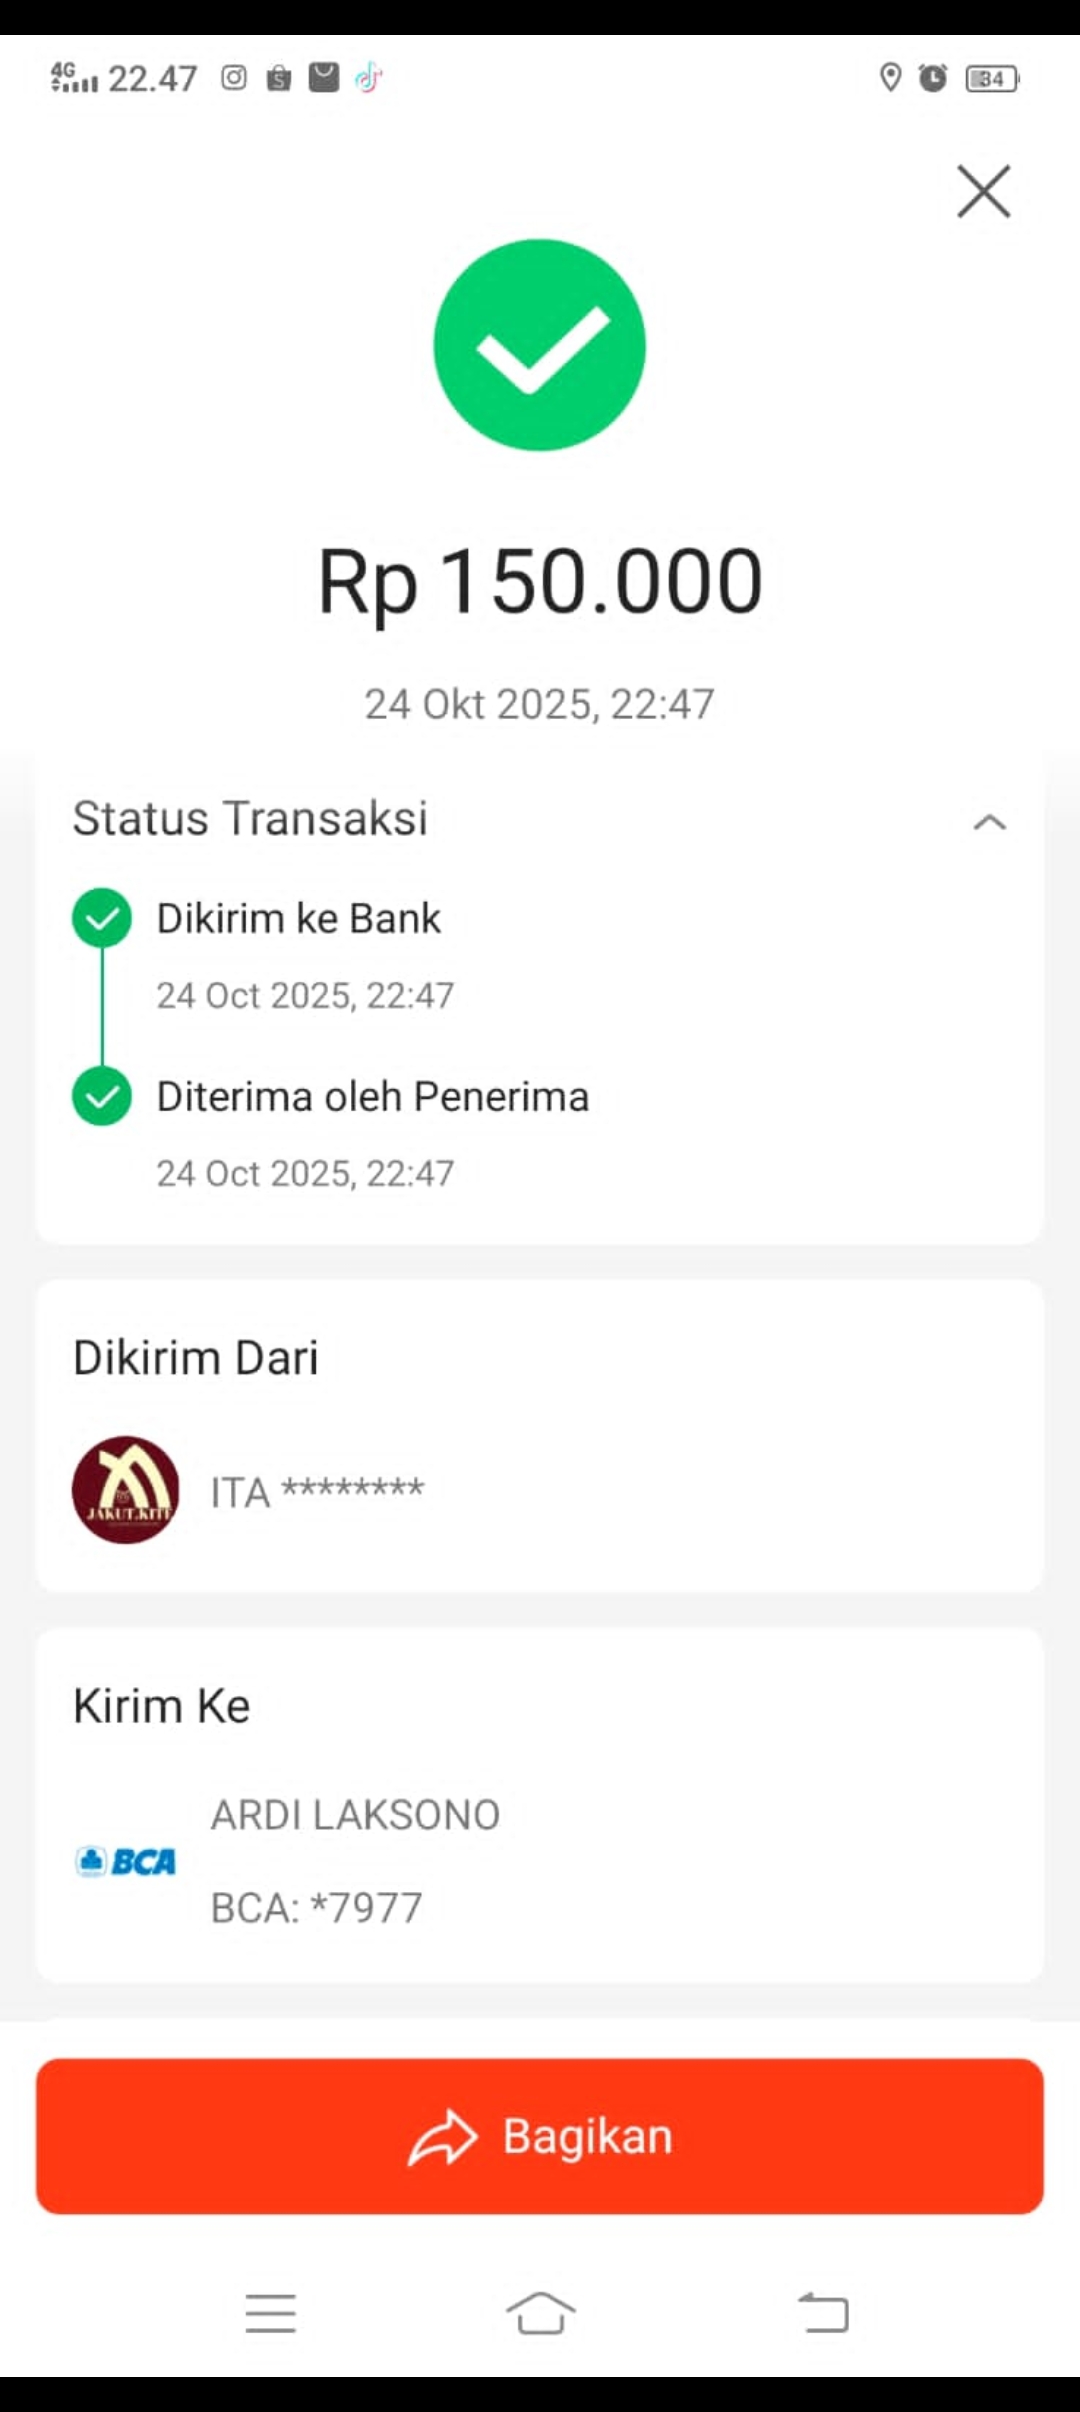 4G 22.47 34
Rp 150.000
24 Okt 2025, 22:47
Status Transaksi
Dikirim ke Bank
24 Oct 2025, 22:47
Diterima oleh Penerima
24 Oct 2025, 22:47
Dikirim Dari
JAKUT.KITE
ITA ********
Kirim Ke
ARDI LAKSONO
BCA
BCA: *7977
Bagikan